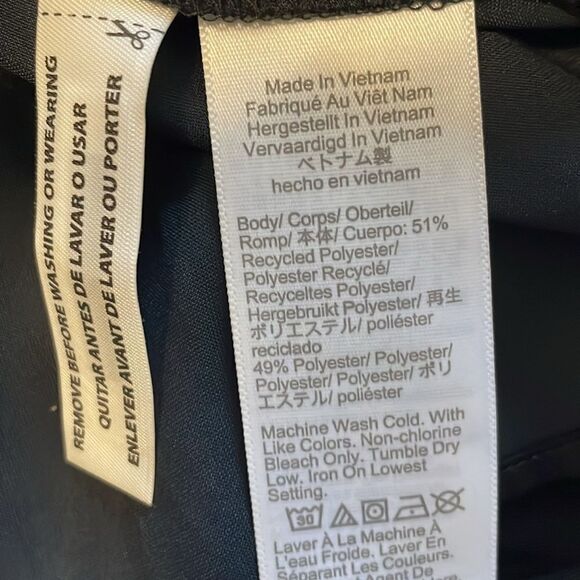 REMOVE BEFORE WASHING OR WEARING
QUITAR ANTES DE LAVAR O USAR
ENLEVER AVANT DE LAVER OU PORTER
Made In Vietnam
Fabriqué Au Viêt Nam
Hergestellt In Vietnam
Vervaardigd In Vietnam
ベトナム製
hecho en vietnam
Body/ Corps/ Oberteil/
Romp/ 本体/ Cuerpo: 51%
Recycled Polyester/
Polyester Recyclé/
Recyceltes Polyester/
Hergebruikt Polyester/ 再生
ポリエステル/ poliéster
reciclado
49% Polyester/ Polyester/
Polyester/ Polyester/ ポリ
エステル/ poliéster
Machine Wash Cold. With
Like Colors. Non-chlorine
Bleach Only. Tumble Dry
Low. Iron On Lowest
Setting.
30
Laver À La Machine À
L'eau Froide. Laver En
Séparant Les Couleurs.